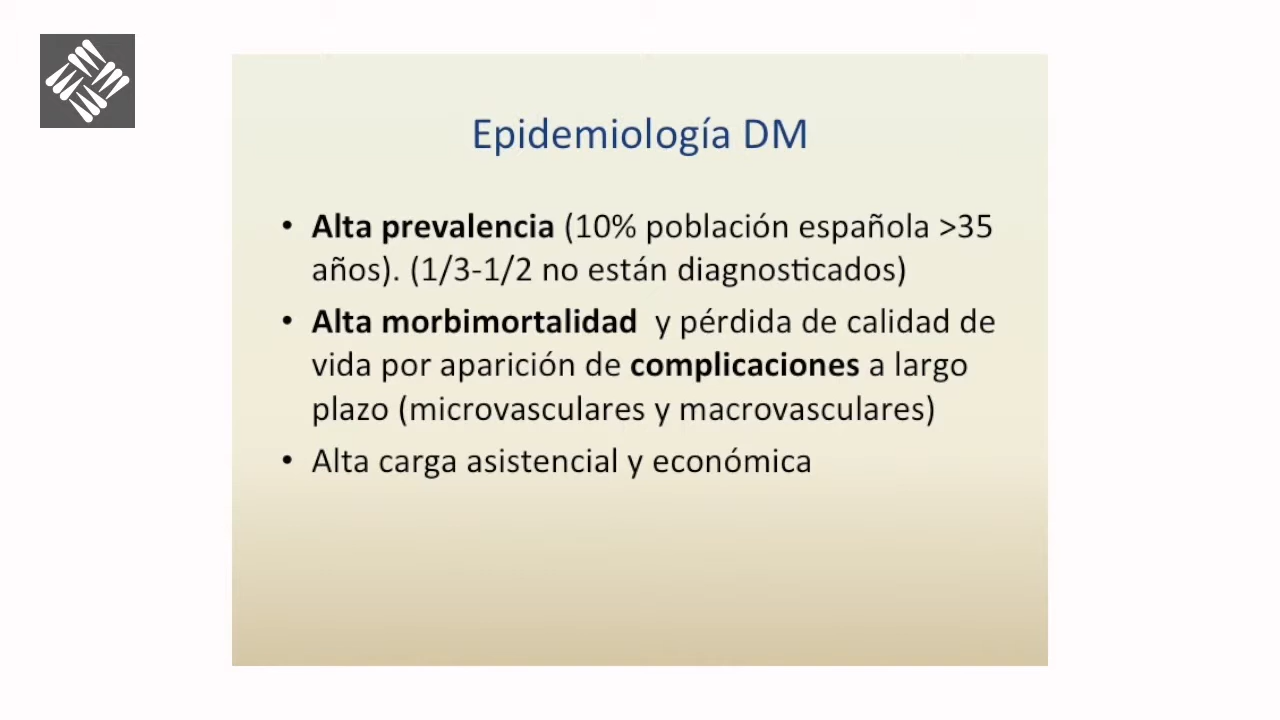 Epidemiología DM
• Alta prevalencia (10% población española >35
años). (1/3-1/2 no están diagnosticados)
• Alta morbimortalidad y pérdida de calidad de
vida por aparición de complicaciones a largo
plazo (microvasculares y macrovasculares)
• Alta carga asistencial y económica